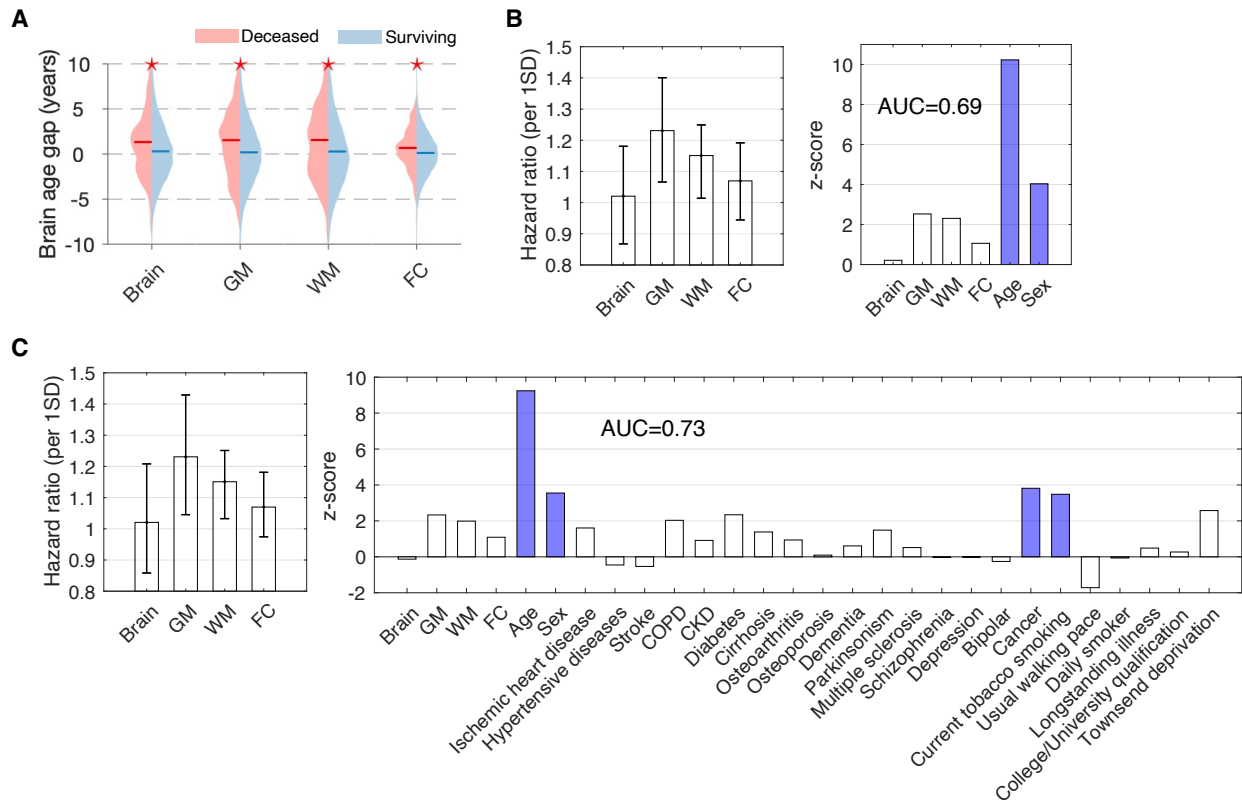 A
Deceased
Surviving
Brain age gap (years)
10
5
0
-5
-10
Brain
GM
WM
FC
B
Hazard ratio (per 1SD)
1.5
1.4
1.3
1.2
1.1
1
0.9
0.8
Brain
GM
WM
FC
z-score
10
8
6
4
2
0
AUC=0.69
Brain
GM
WM
FC
Age
Sex
C
Hazard ratio (per 1SD)
1.5
1.4
1.3
1.2
1.1
1
0.9
0.8
Brain
GM
WM
FC
z-score
10
8
6
4
2
0
-2
AUC=0.73
Brain
GM
WM
FC
Age
Sex
Ischemic heart disease
Hypertensive diseases
Stroke
COPD
CKD
Diabetes
Cirrhosis
Osteoarthritis
Osteoporosis
Dementia
Parkinsonism
Multiple sclerosis
Schizophrenia
Depression
Bipolar
Cancer
Current tobacco smoking
Usual walking pace
Daily smoker
Longstanding illness
College/University qualification
Townsend deprivation